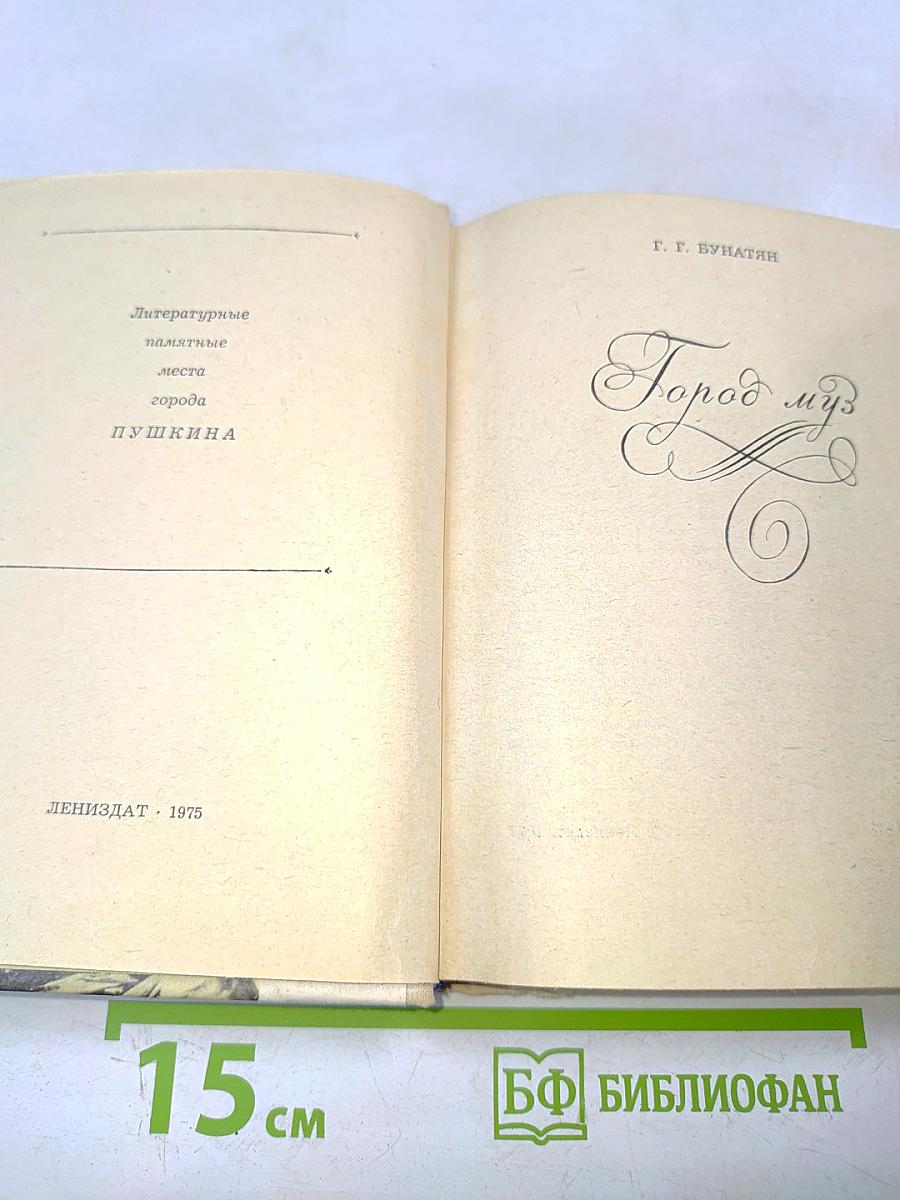 Литературные
памятные
места
города
ПУШКИНА
ЛЕНИЗДАТ · 1975
Г. Г. БУНАТЯН
Город муз
15 см
БФ БИБЛИОФАН